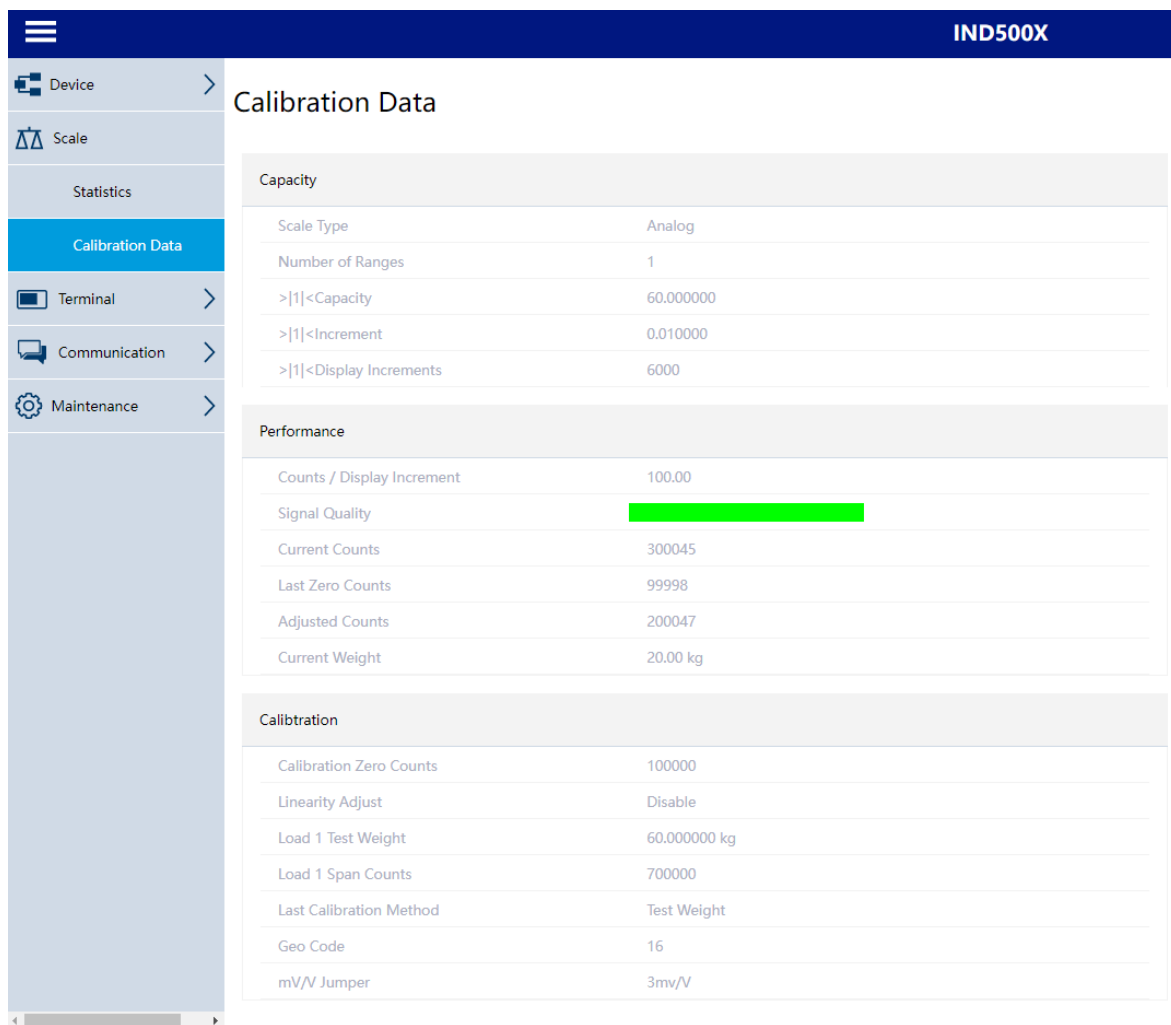 IND500X
Device
Scale
Statistics
Calibration Data
Terminal
Communication
Maintenance
Calibration Data
Capacity
Scale Type Analog
Number of Ranges 1
>|1|<Capacity 60.000000
>|1|<Increment 0.010000
>|1|<Display Increments 6000
Performance
Counts / Display Increment 100.00
Signal Quality
Current Counts 300045
Last Zero Counts 99998
Adjusted Counts 200047
Current Weight 20.00 kg
Calibtration
Calibration Zero Counts 100000
Linearity Adjust Disable
Load 1 Test Weight 60.000000 kg
Load 1 Span Counts 700000
Last Calibration Method Test Weight
Geo Code 16
mV/V Jumper 3mv/V